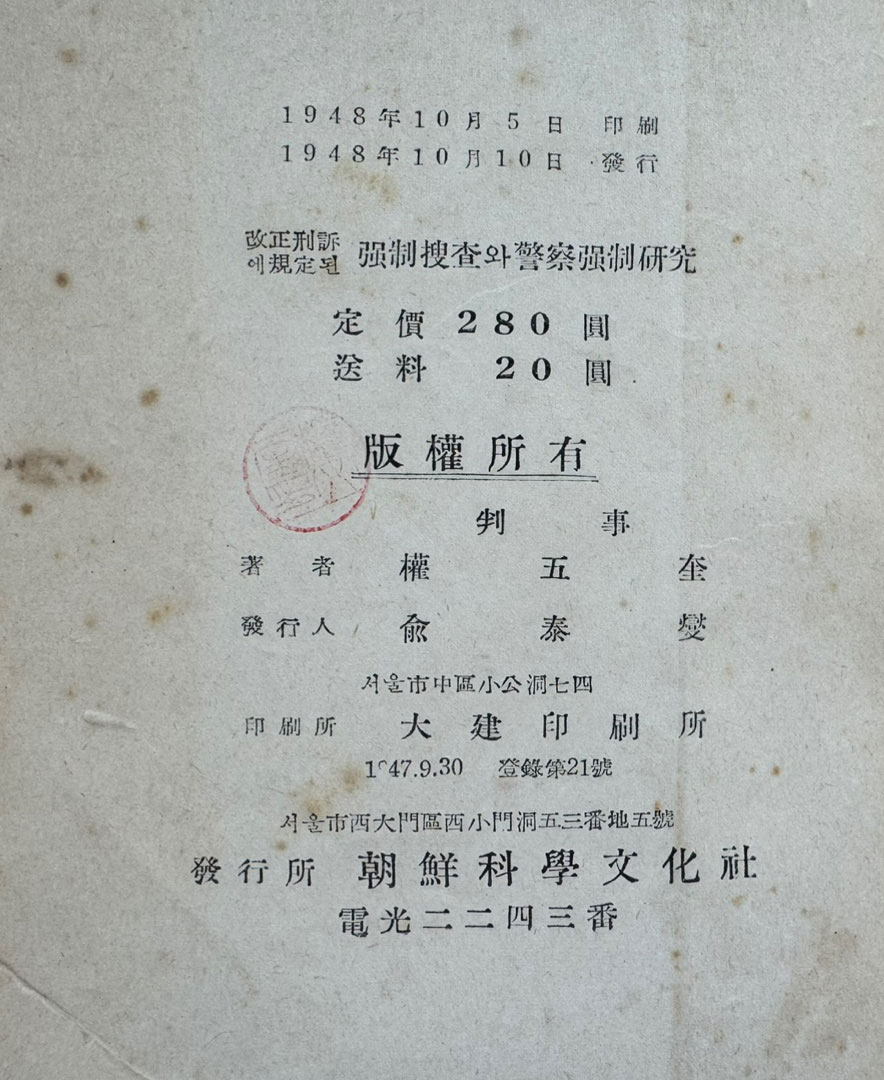 1948年10月5日 印刷
1948年10月10日 發行
改正刑訴에規定된 强制搜査와警察强制研究
定價 280圓
送料 20圓
版權所有
判事
著者 權五奎
發行人 兪泰燮
서울市中區小公洞七四
印刷所 大建印刷所
1947.9.30 登錄第21號
서울市西大門區西小門洞五三番地五號
發行所 朝鮮科學文化社
電光二二四三番